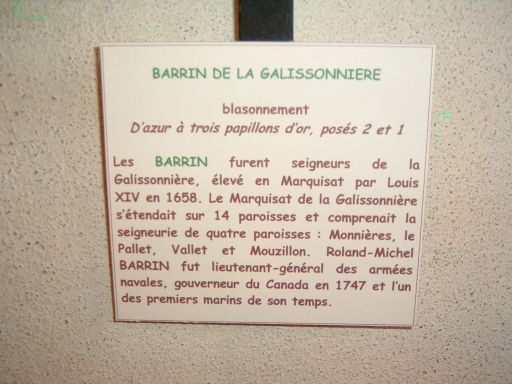 BARRIN DE LA GALISSONNIERE
blasonnement
D'azur à trois papillons d'or, posés 2 et 1
Les BARRIN furent seigneurs de la
Galissonnière, élevé en Marquisat par Louis
XIV en 1658. Le Marquisat de la Galissonnière
s'étendait sur 14 paroisses et comprenait la
seigneurie de quatre paroisses : Monnières, le
Pallet, Vallet et Mouzillon. Roland-Michel
BARRIN fut lieutenant-général des armées
navales, gouverneur du Canada en 1747 et l'un
des premiers marins de son temps.